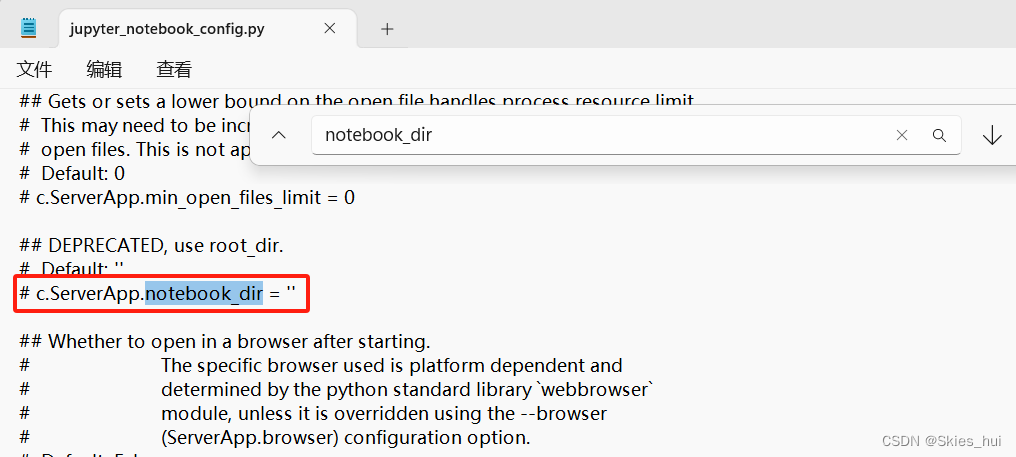 jupyter_notebook_config.py
文件 编辑 查看
## Gets or sets a lower bound on the open file handles process resource limit.
#  This may need to be incr
notebook_dir
#  open files. This is not ap
#  Default: 0
# c.ServerApp.min_open_files_limit = 0
## DEPRECATED, use root_dir.
#  Default: ''
# c.ServerApp.notebook_dir = ''
## Whether to open in a browser after starting.
#                        The specific browser used is platform dependent and
#                        determined by the python standard library `webbrowser`
#                        module, unless it is overridden using the --browser
#                        (ServerApp.browser) configuration option.
#  Default: False
CSDN @Skies_hui